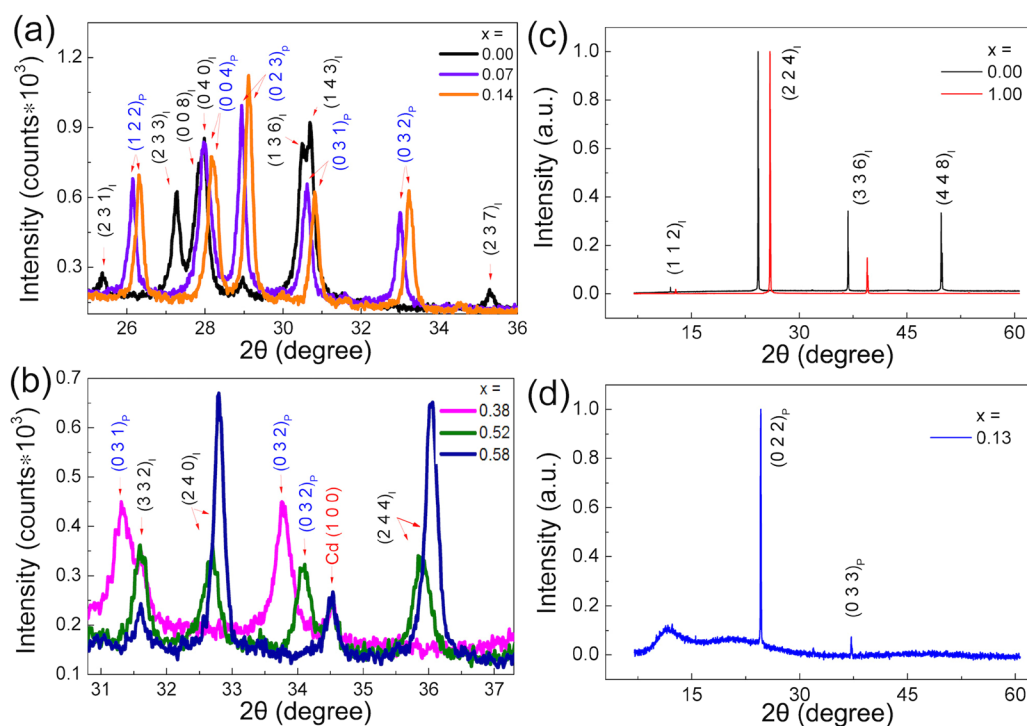 (a)
Intensity (counts*10³)
1.2
0.9
0.6
0.3
(2 3 1)I
(1 2 2)P
(2 3 3)I
(0 0 8)I
(0 4 0)I
(0 0 4)P
(0 2 3)P
(1 3 6)I
(1 4 3)I
(0 3 1)P
(0 3 2)P
(2 3 7)I
x =
0.00
0.07
0.14
26 28 30 32 34 36
2θ (degree)
(c)
Intensity (a.u.)
1.0
0.8
0.6
0.4
0.2
0.0
(1 1 2)I
(2 2 4)I
(3 3 6)I
(4 4 8)I
x =
0.00
1.00
15 30 45 60
2θ (degree)
(b)
Intensity (counts*10³)
0.7
0.6
0.4
0.3
0.2
0.1
(0 3 1)P
(3 3 2)I
(2 4 0)I
(0 3 2)P
(0 3 2)P
Cd (1 0 0)
(2 4 4)I
x =
0.38
0.52
0.58
31 32 33 34 35 36 37
2θ (degree)
(d)
Intensity (a.u.)
1.0
0.8
0.6
0.4
0.2
0.0
(0 2 2)P
(0 3 3)P
x =
0.13
15 30 45 60
2θ (degree)